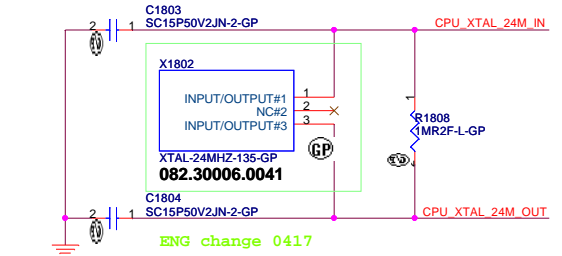 C1803
SC15P50V2JN-2-GP
2 1
CPU_XTAL_24M_IN
X1802
INPUT/OUTPUT#1 1
NC#2 2
INPUT/OUTPUT#3 3
1
R1808
1MR2F-L-GP
GP
XTAL-24MHZ-135-GP
082.30006.0041
C1804
SC15P50V2JN-2-GP
2 1
CPU_XTAL_24M_OUT
ENG change 0417